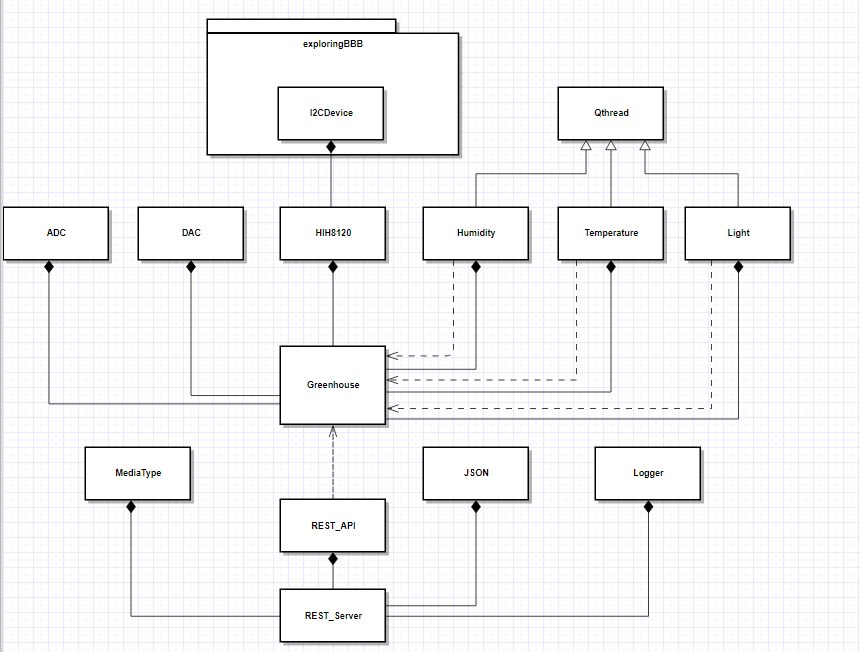 exploringBBB
I2CDevice
Qthread
ADC
DAC
HIH8120
Humidity
Temperature
Light
Greenhouse
MediaType
JSON
Logger
REST_API
REST_Server